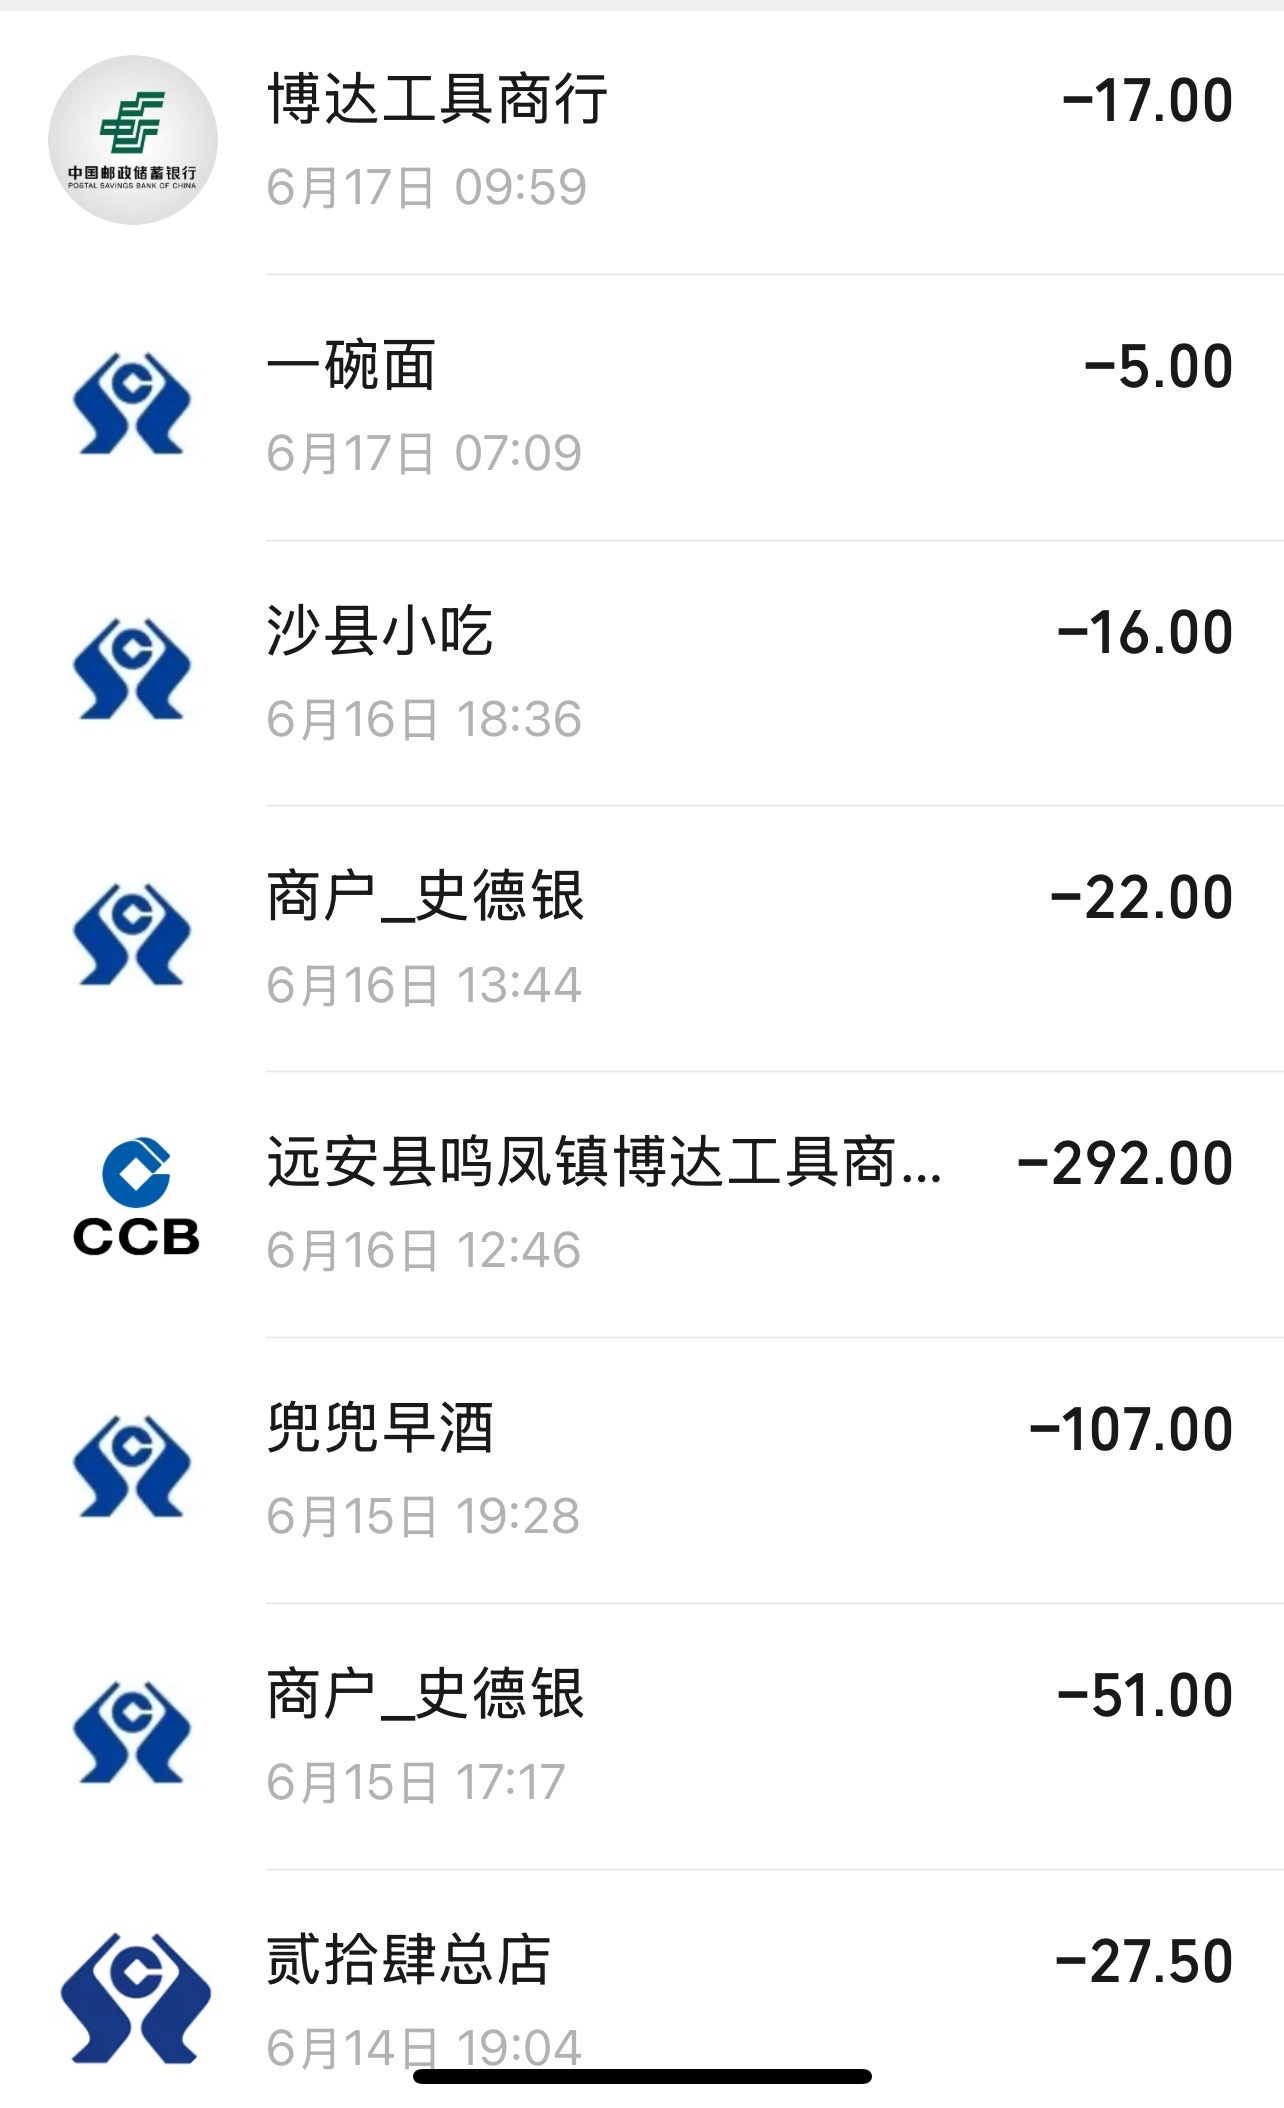 博达工具商行
-17.00
中国邮政储蓄银行
POSTAL SAVINGS BANK OF CHINA
6月17日 09:59
一碗面
-5.00
6月17日 07:09
沙县小吃
-16.00
6月16日 18:36
商户_史德银
-22.00
6月16日 13:44
远安县鸣凤镇博达工具商...
-292.00
CCB
6月16日 12:46
兜兜早酒
-107.00
6月15日 19:28
商户_史德银
-51.00
6月15日 17:17
贰拾肆总店
-27.50
6月14日 19:04